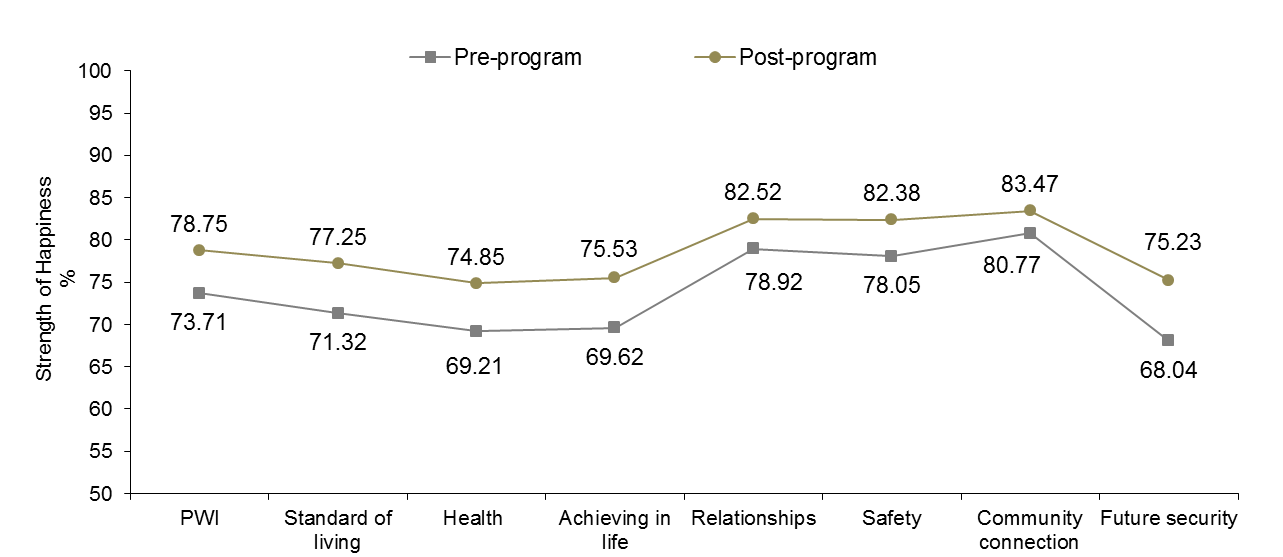 Pre-program
Post-program
Strength of Happiness
%
100
95
90
85
80
75
70
65
60
55
50
78.75
77.25
74.85
75.53
82.52
82.38
83.47
75.23
73.71
71.32
69.21
69.62
78.92
78.05
80.77
68.04
PWI
Standard of
living
Health
Achieving in
life
Relationships
Safety
Community
connection
Future security